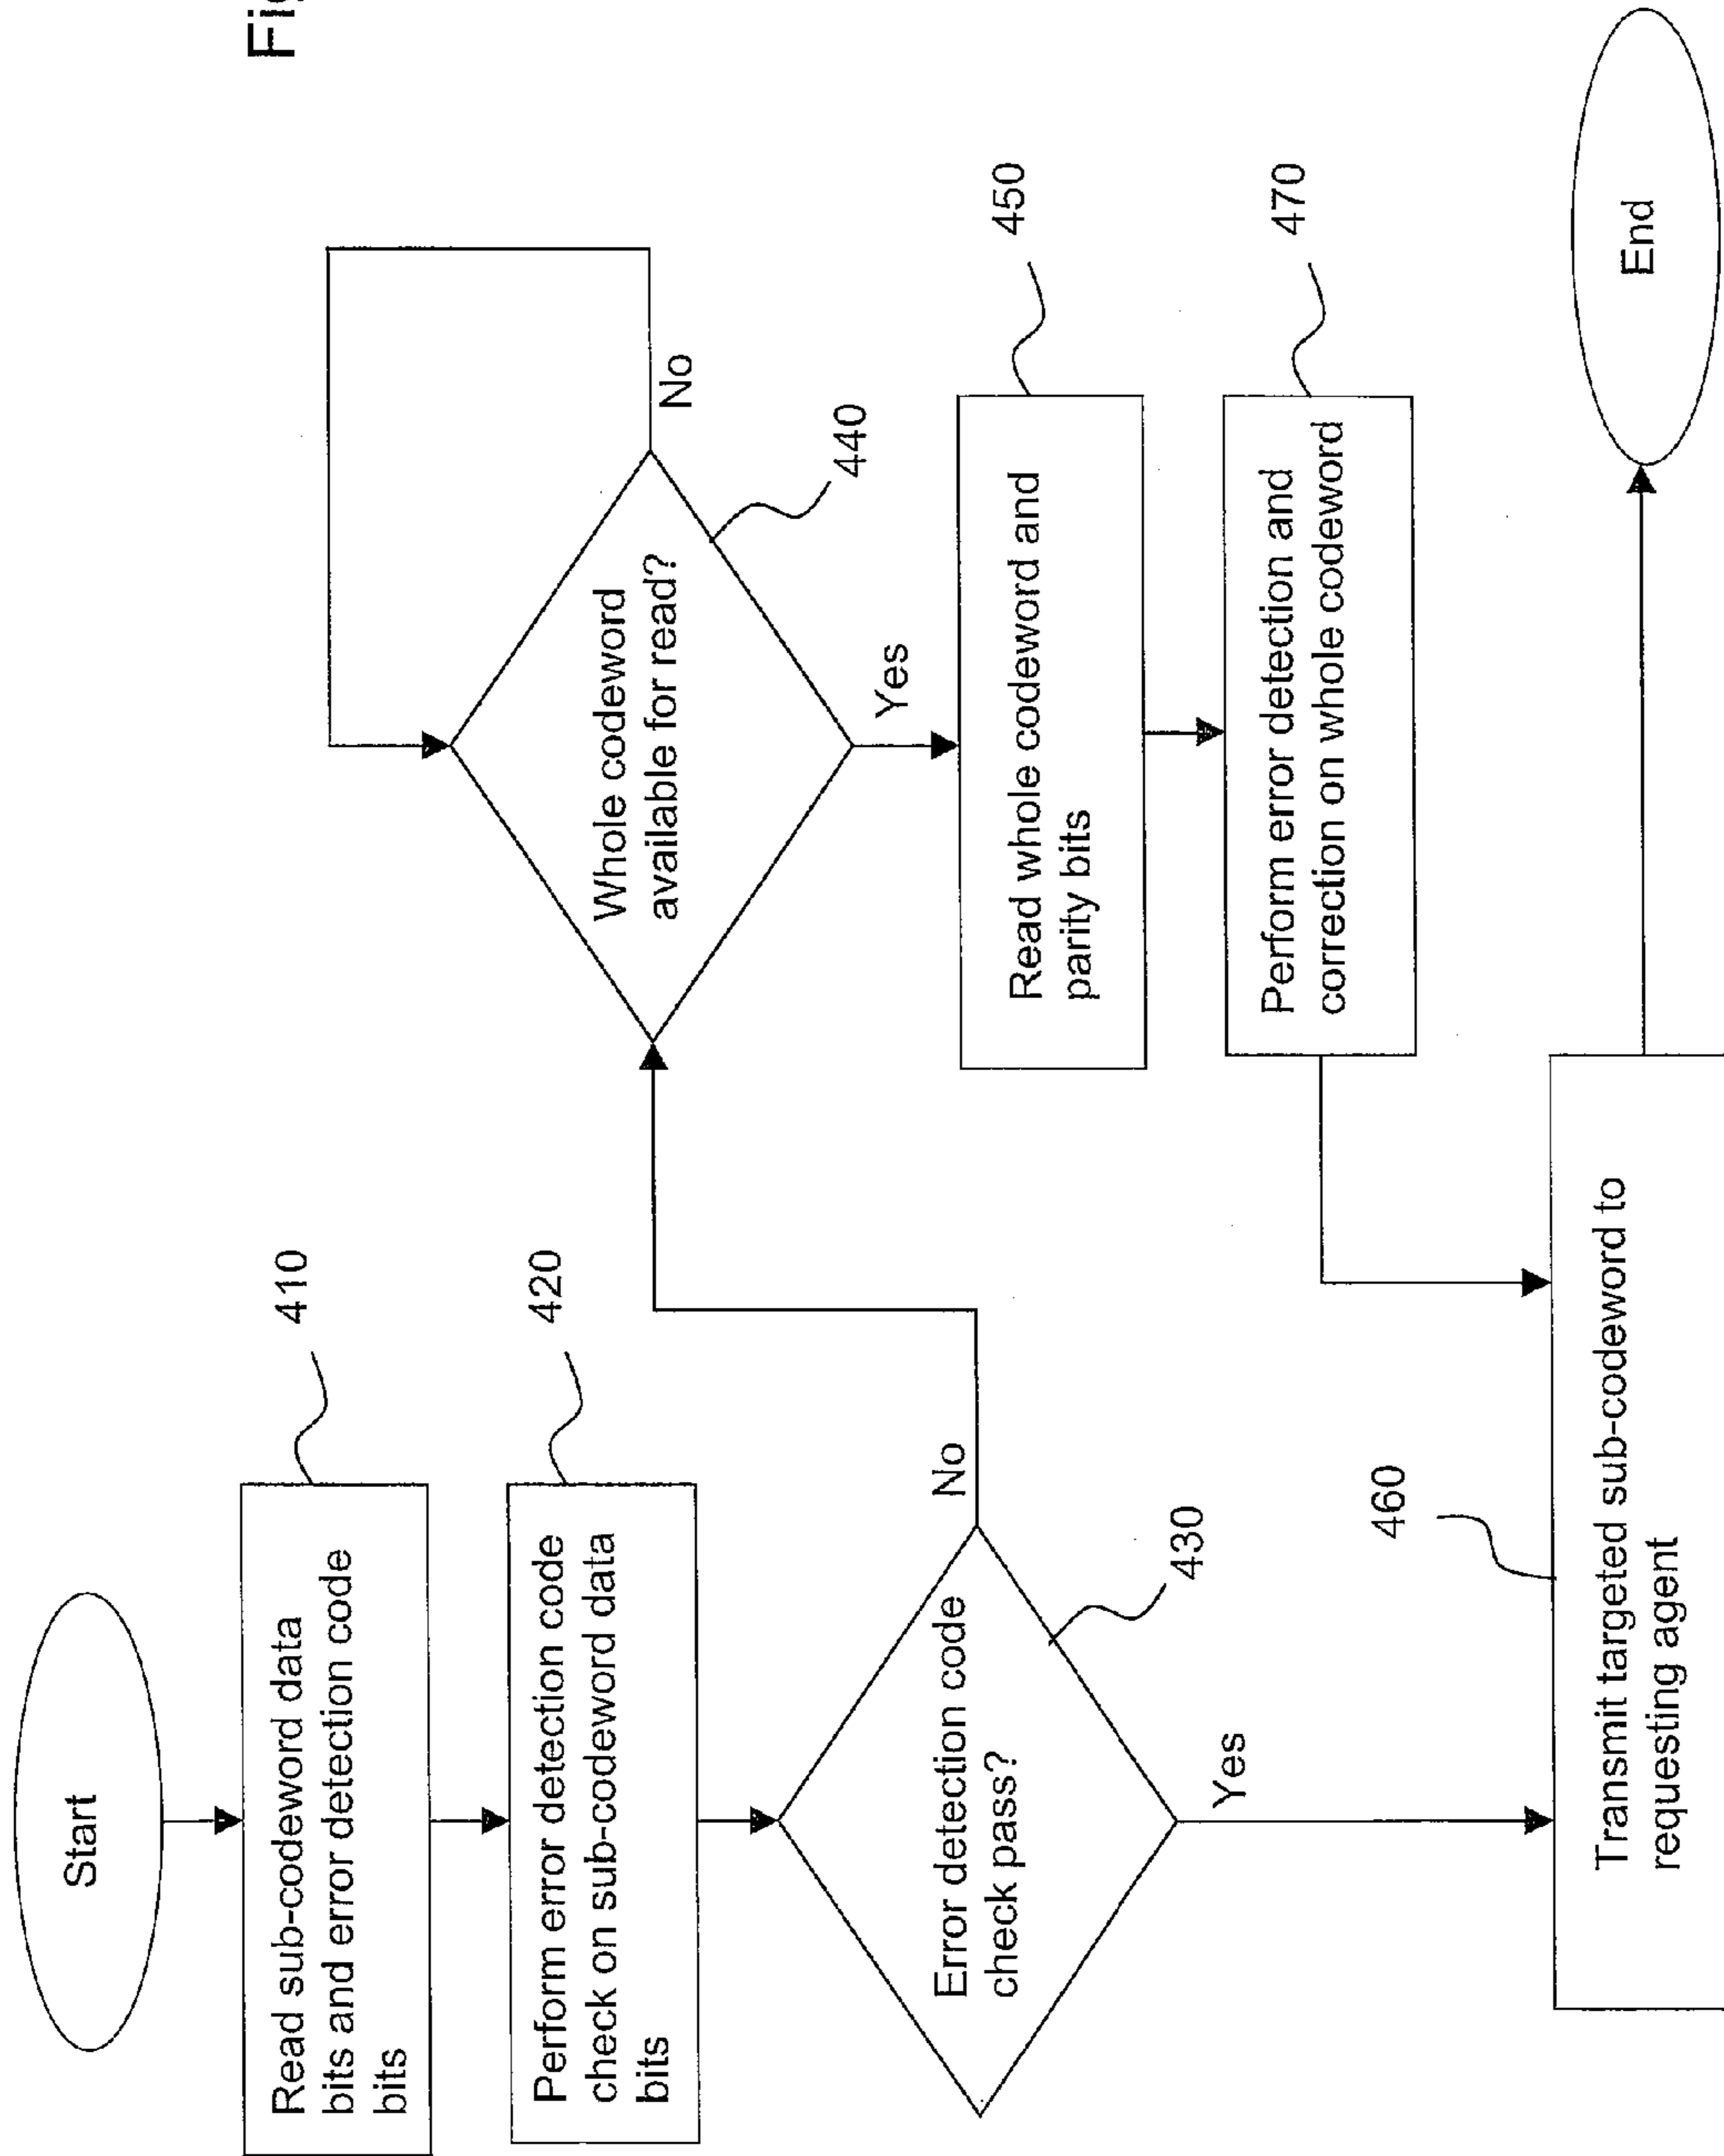 Start
Read sub-codeword data
bits and error detection code
bits
410
Perform error detection code
check on sub-codeword data
bits
420
Error detection code
check pass?
430
No
Yes
Whole codeword
available for read?
440
No
Yes
Read whole codeword and
parity bits
450
Perform error detection and
correction on whole codeword
470
460
Transmit targeted sub-codeword to
requesting agent
End